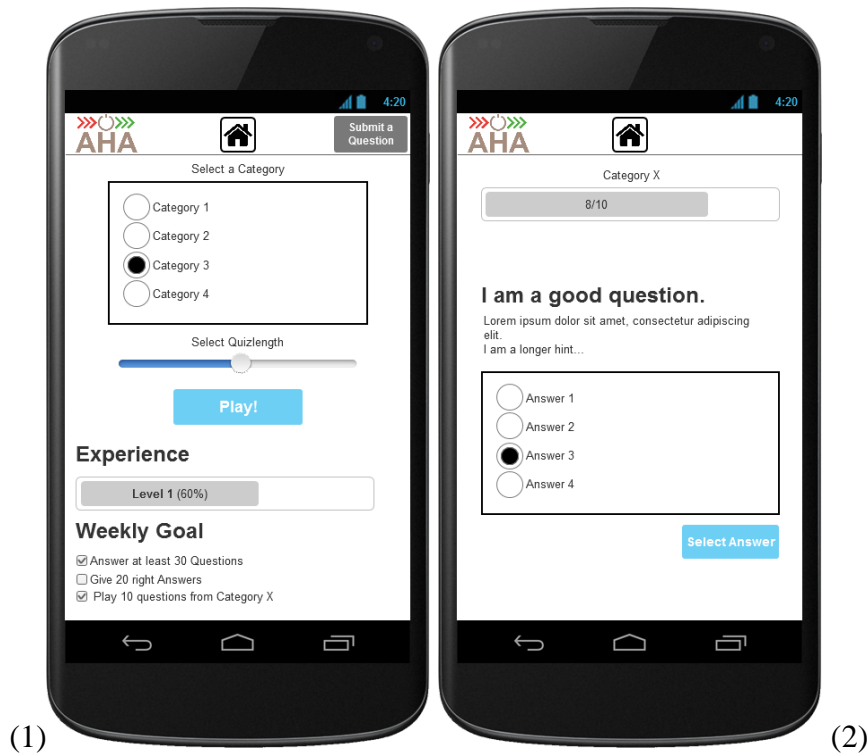 4:20
AHA
Submit a
Question
Select a Category
Category 1
Category 2
Category 3
Category 4
Select Quizlength
Play!
Experience
Level 1 (60%)
Weekly Goal
Answer at least 30 Questions
Give 20 right Answers
Play 10 questions from Category X
(1)
4:20
AHA
Category X
8/10
I am a good question.
Lorem ipsum dolor sit amet, consectetur adipiscing
elit.
I am a longer hint...
Answer 1
Answer 2
Answer 3
Answer 4
Select Answer
(2)